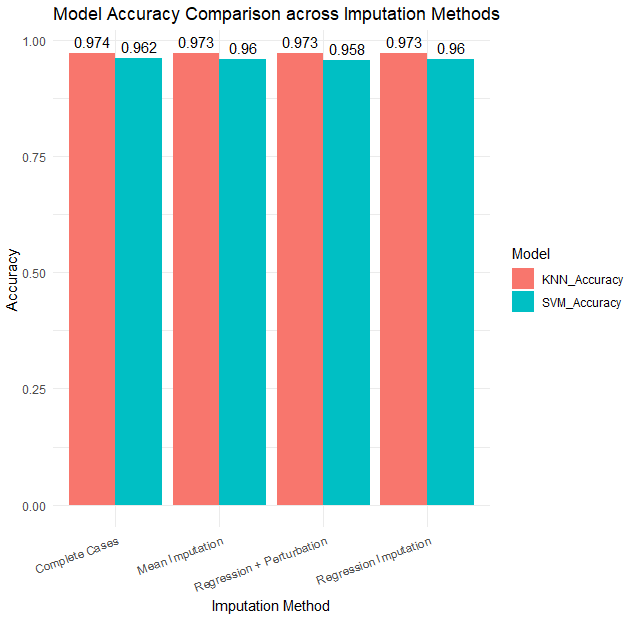 Model Accuracy Comparison across Imputation Methods
1.00
0.75
0.50
0.25
0.00
Accuracy
0.974
0.962
0.973
0.96
0.973
0.958
0.973
0.96
Complete Cases
Mean Imputation
Regression + Perturbation
Regression Imputation
Imputation Method
Model
KNN_Accuracy
SVM_Accuracy